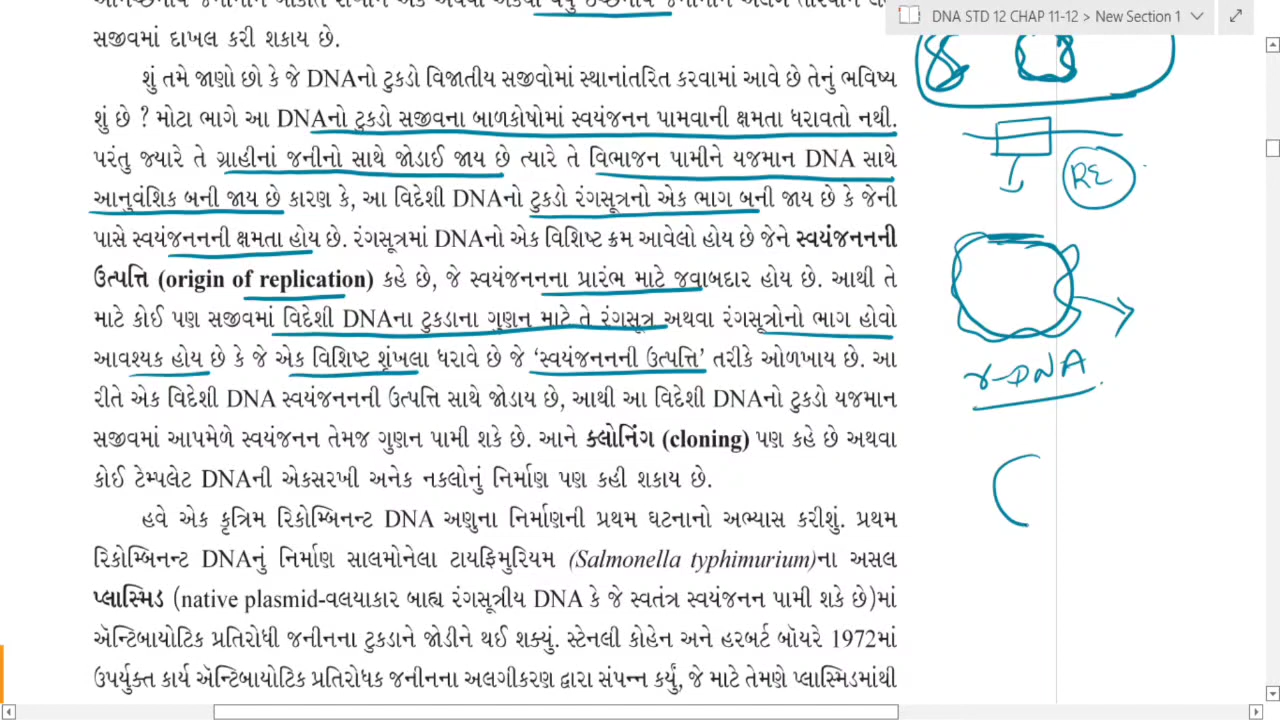 DNA STD 12 CHAP 11-12 > New Section 1
સજીવમાં દાખલ કરી શકાય છે.
શું તમે જાણો છો કે જે DNAનો ટુકડો વિજાતીય સજીવોમાં સ્થાનાંતરિત કરવામાં આવે છે તેનું ભવિષ્ય
શું છે ? મોટા ભાગે આ DNAનો ટુકડો સજીવના બાળકોષોમાં સ્વયંજનન પામવાની ક્ષમતા ધરાવતો નથી.
પરંતુ જ્યારે તે ગ્રાહીનાં જનીનો સાથે જોડાઈ જાય છે ત્યારે તે વિભાજન પામીને યજમાન DNA સાથે
આનુવંશિક બની જાય છે કારણ કે, આ વિદેશી DNAનો ટુકડો રંગસૂત્રનો એક ભાગ બની જાય છે કે જેની
પાસે સ્વયંજનનની ક્ષમતા હોય છે. રંગસૂત્રમાં DNAનો એક વિશિષ્ટ ક્રમ આવેલો હોય છે જેને સ્વયંજનનની
ઉત્પત્તિ (origin of replication) કહે છે, જે સ્વયંજનનના પ્રારંભ માટે જવાબદાર હોય છે. આથી તે
માટે કોઈ પણ સજીવમાં વિદેશી DNAના ટુકડાના ગુણન માટે તે રંગસૂત્ર અથવા રંગસૂત્રોનો ભાગ હોવો
આવશ્યક હોય છે કે જે એક વિશિષ્ટ શૃંખલા ધરાવે છે જે ‘સ્વયંજનનની ઉત્પત્તિ’ તરીકે ઓળખાય છે. આ
રીતે એક વિદેશી DNA સ્વયંજનનની ઉત્પત્તિ સાથે જોડાય છે, આથી આ વિદેશી DNAનો ટુકડો યજમાન
સજીવમાં આપમેળે સ્વયંજનન તેમજ ગુણન પામી શકે છે. આને ક્લોનિંગ (cloning) પણ કહે છે અથવા
કોઈ ટેમ્પલેટ DNAની એકસરખી અનેક નકલોનું નિર્માણ પણ કહી શકાય છે.
હવે એક કૃત્રિમ રિકોમ્બિનન્ટ DNA અણુના નિર્માણની પ્રથમ ઘટનાનો અભ્યાસ કરીશું. પ્રથમ
રિકોમ્બિનન્ટ DNAનું નિર્માણ સાલમોનેલા ટાયફિમુરિયમ (Salmonella typhimurium)ના અસલ
પ્લાસ્મિડ (native plasmid-વલયાકાર બાહ્ય રંગસૂત્રીય DNA કે જે સ્વતંત્ર સ્વયંજનન પામી શકે છે)માં
ઍન્ટિબાયોટિક પ્રતિરોધી જનીનના ટુકડાને જોડીને થઈ શક્યું. સ્ટેનલી કોહેન અને હરબર્ટ બૉયરે 1972માં
ઉપર્યુક્ત કાર્ય ઍન્ટિબાયોટિક પ્રતિરોધક જનીનના અલગીકરણ દ્વારા સંપન્ન કર્યું, જે માટે તેમણે પ્લાસ્મિડમાંથી
RE
r-DNA